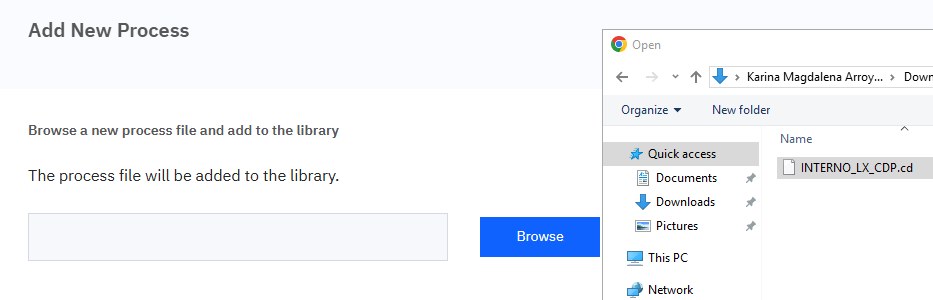 Add New Process
Browse a new process file and add to the library
The process file will be added to the library.
Browse
Open
Karina Magdalena Arroy... > Down
Organize
New folder
Name
Quick access
Documents
Downloads
Pictures
This PC
Network
INTERNO_LX_CDP.cd